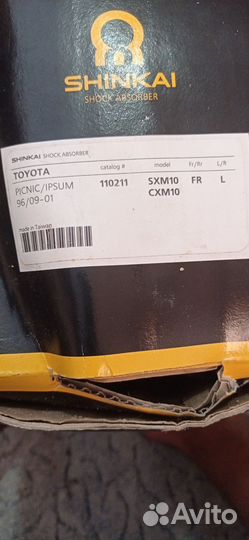 SHINKAI
SHOCK ABSORBER
SHINKAI SHOCK ABSORBER
TOYOTA catalog # model Fr/Rr L/R
PICNIC/IPSUM 110211 SXM10 FR L
96/09-01 CXM10
made in Taiwan
Avito